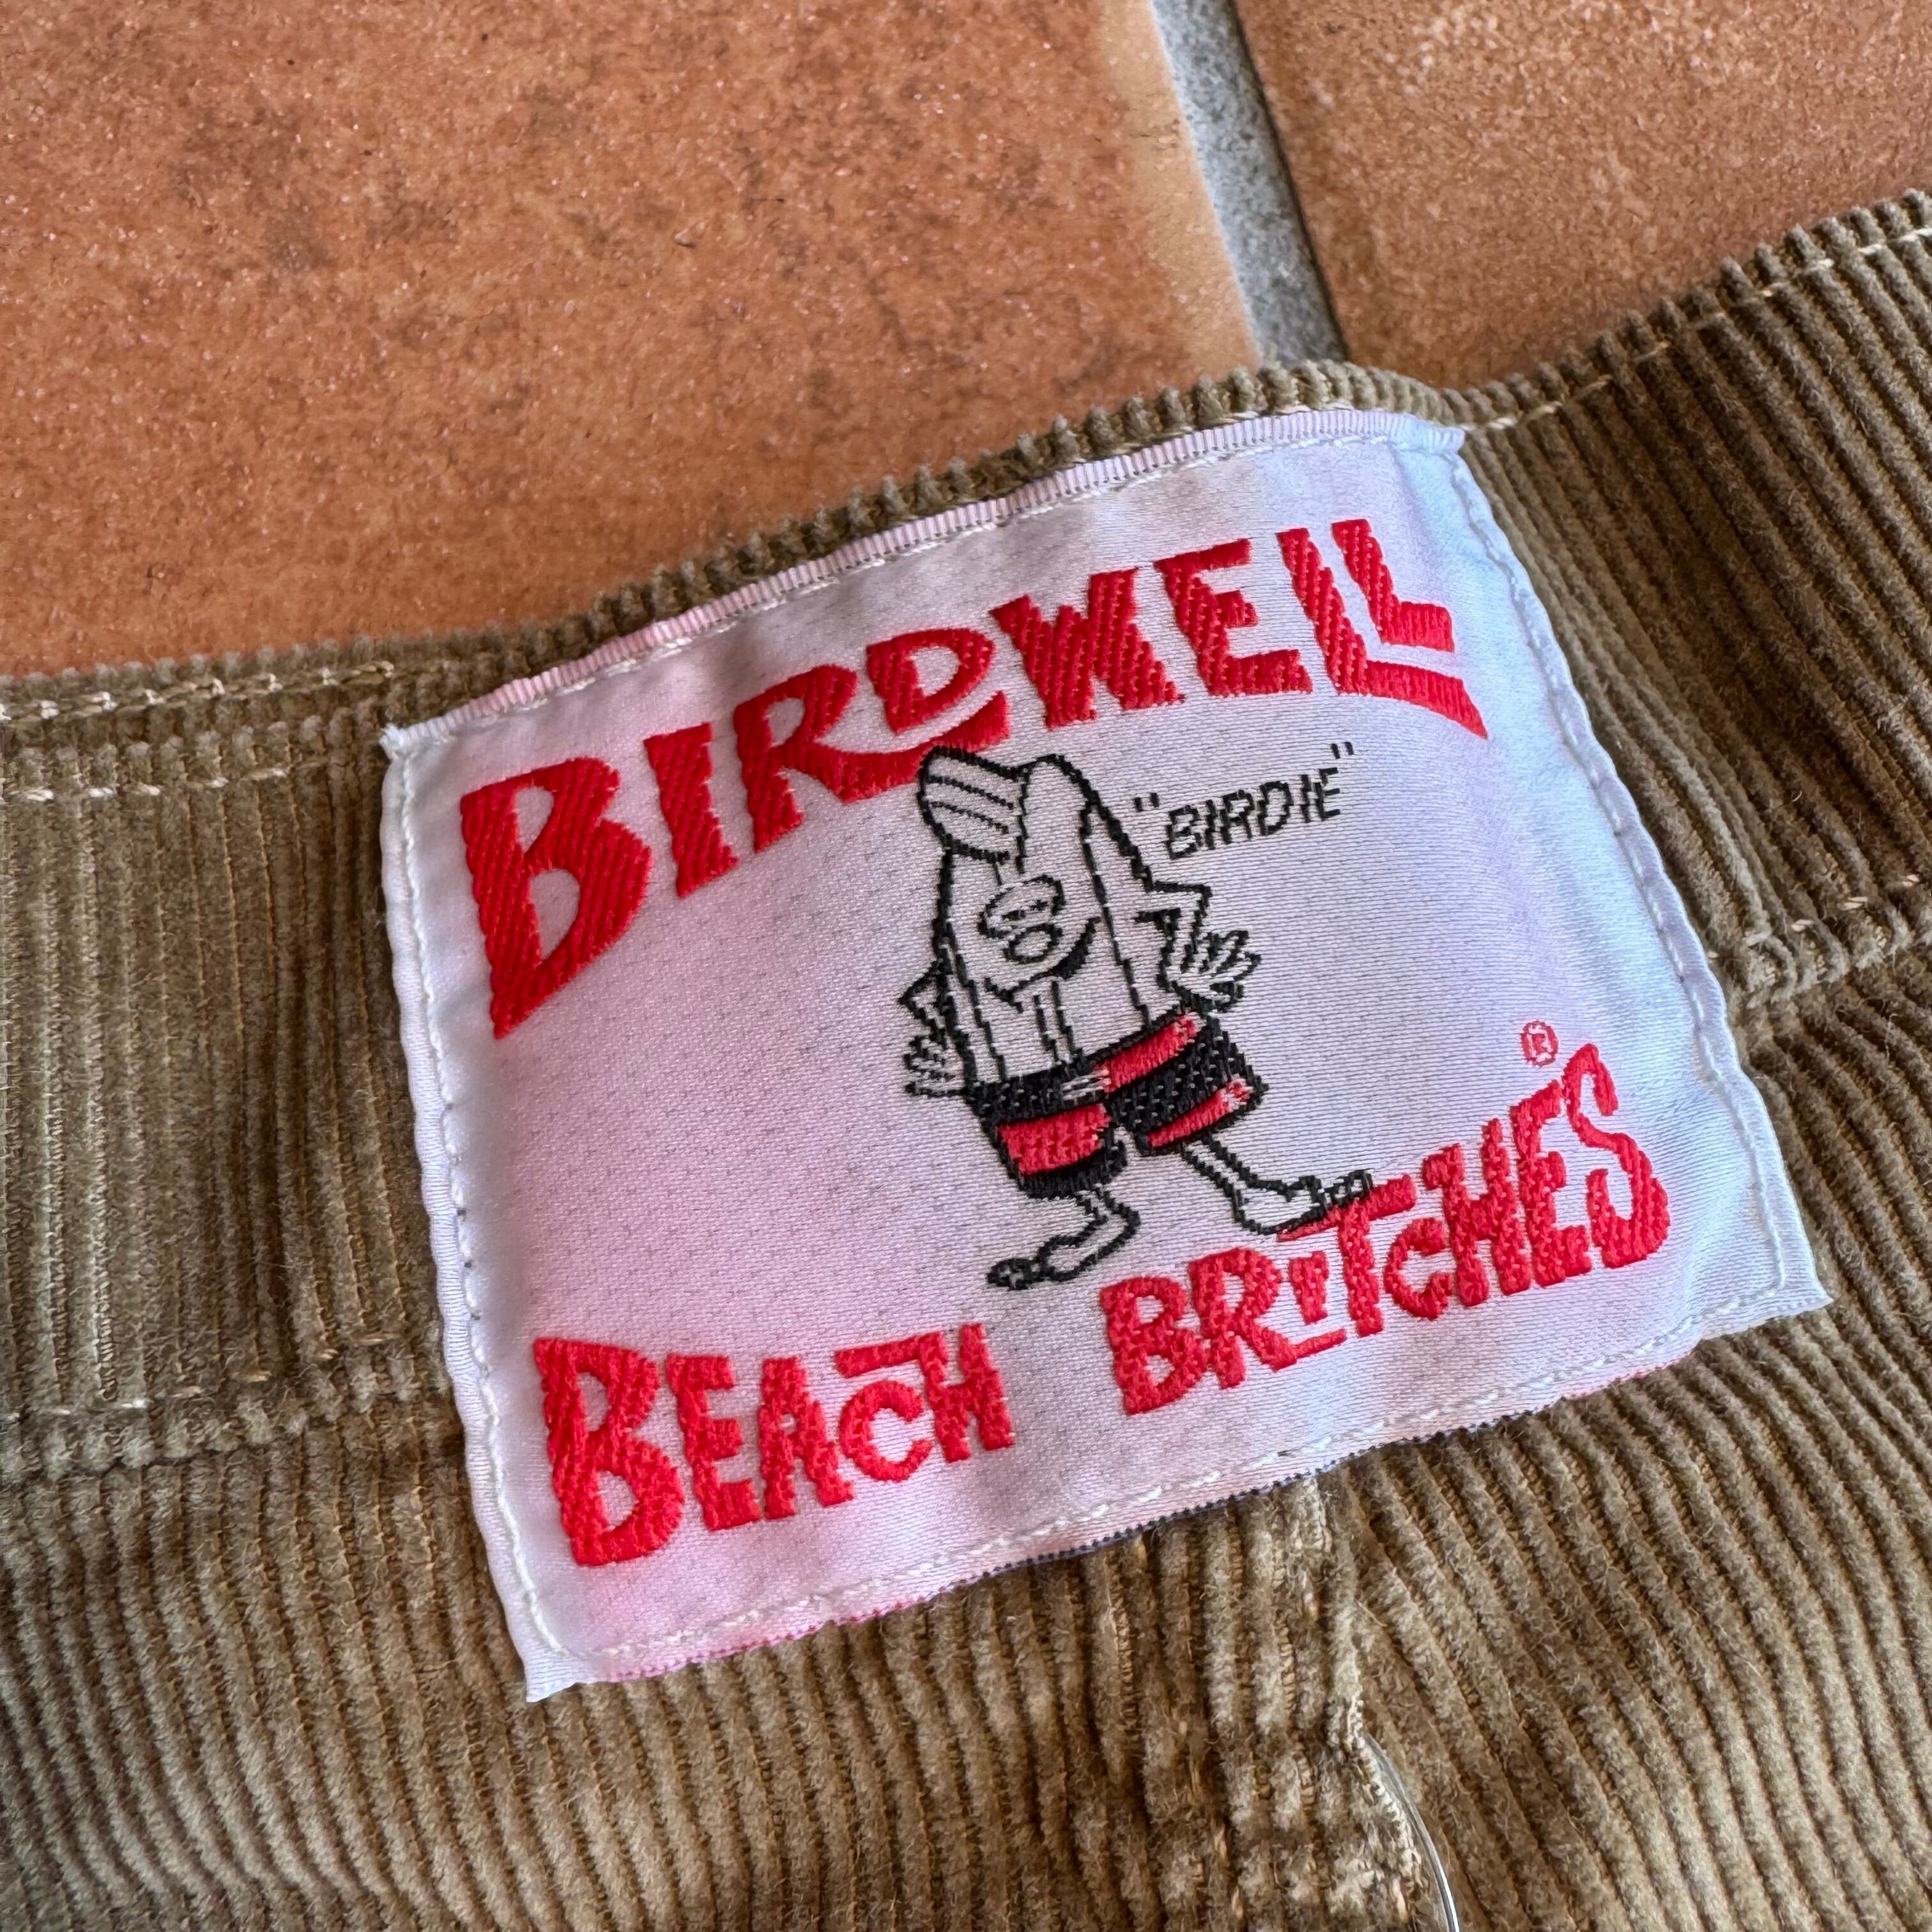 BIRDWELL
"BIRDIE"
BEACH BRITCHES®